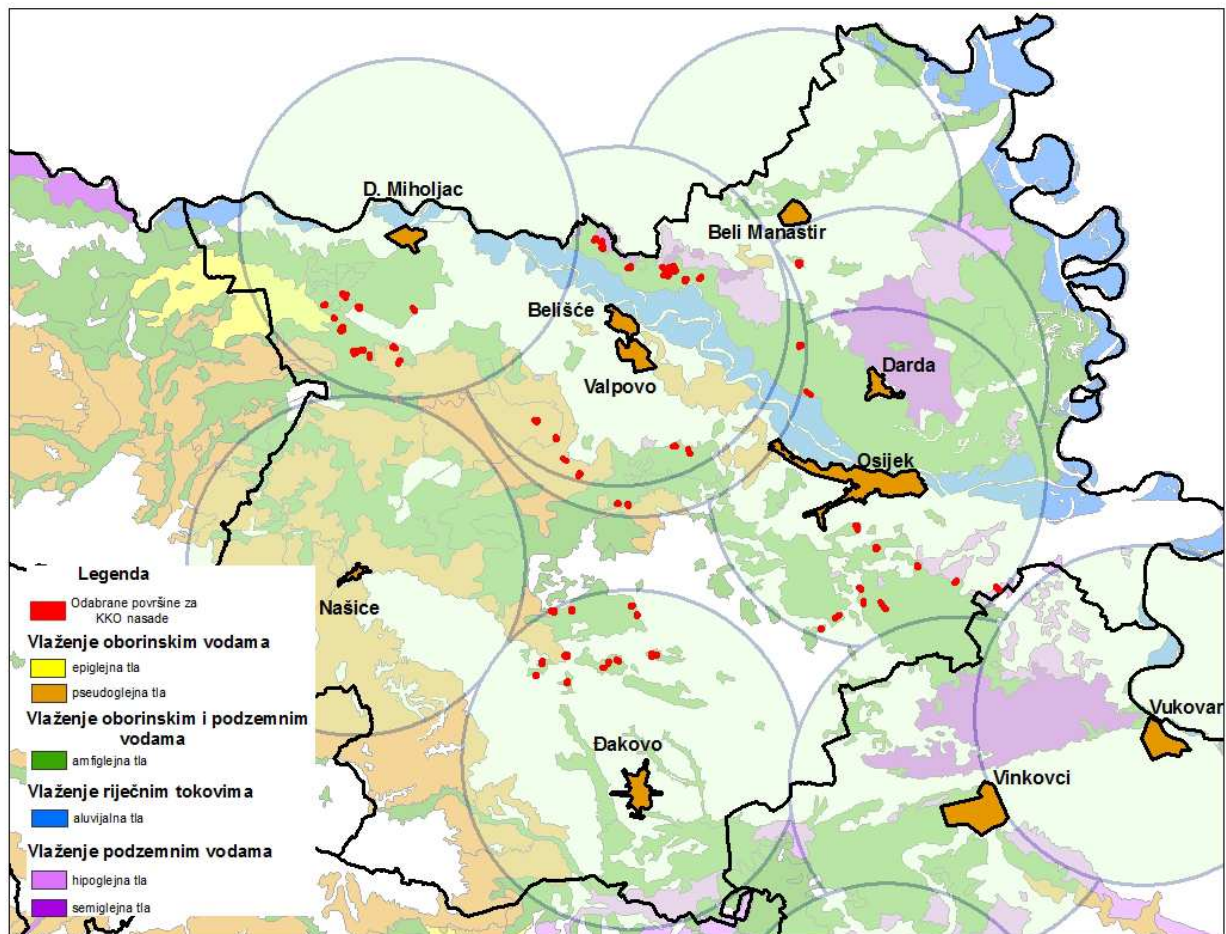 D. Miholjac
Beli Manastir
Belišće
Valpovo
Darda
Osijek
Našice
Đakovo
Vukovar
Vinkovci
Legenda
Odabrane površine za
KKO nasade
Vlaženje oborinskim vodama
epiglejna tla
pseudoglejna tla
Vlaženje oborinskim i podzemnim
vodama
amfiglejna tla
Vlaženje riječnim tokovima
aluvijalna tla
Vlaženje podzemnim vodama
hipoglejna tla
semiglejna tla